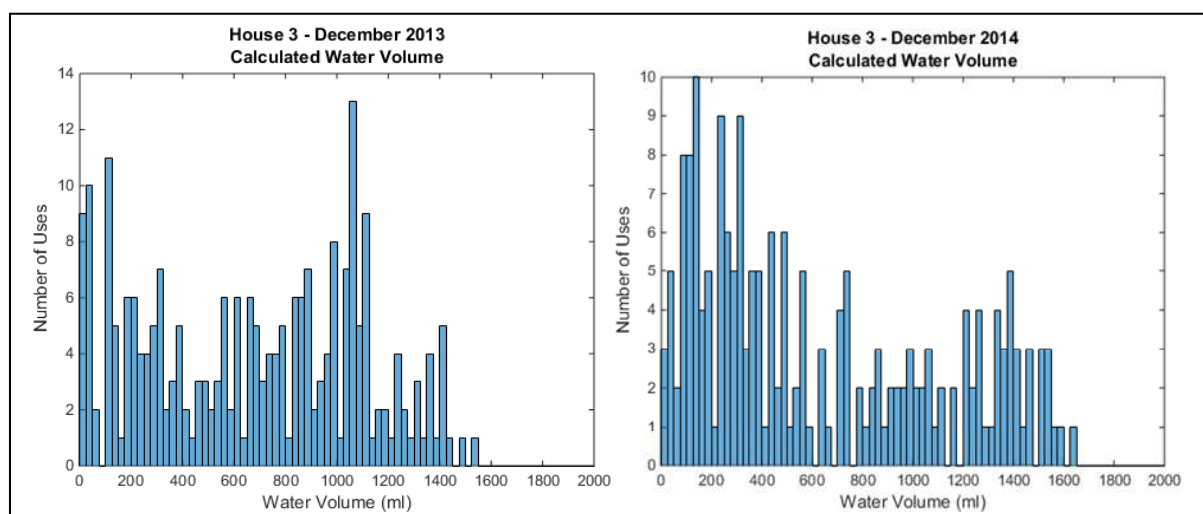 House 3 - December 2013
Calculated Water Volume
14
12
10
8
6
4
2
0
Number of Uses
0 200 400 600 800 1000 1200 1400 1600 1800 2000
Water Volume (ml)
House 3 - December 2014
Calculated Water Volume
10
9
8
7
6
5
4
3
2
1
0
Number of Uses
0 200 400 600 800 1000 1200 1400 1600 1800 2000
Water Volume (ml)